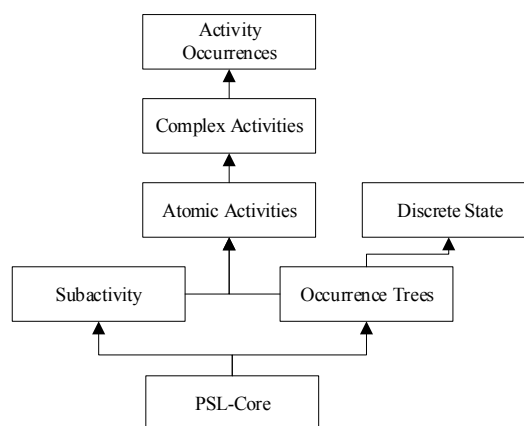 Activity
Occurrences
Complex Activities
Atomic Activities
Discrete State
Subactivity
Occurrence Trees
PSL-Core